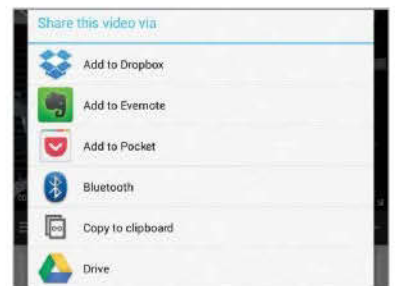 Share this video via
Add to Dropbox
Add to Evernote
Add to Pocket
Bluetooth
Copy to clipboard
Drive